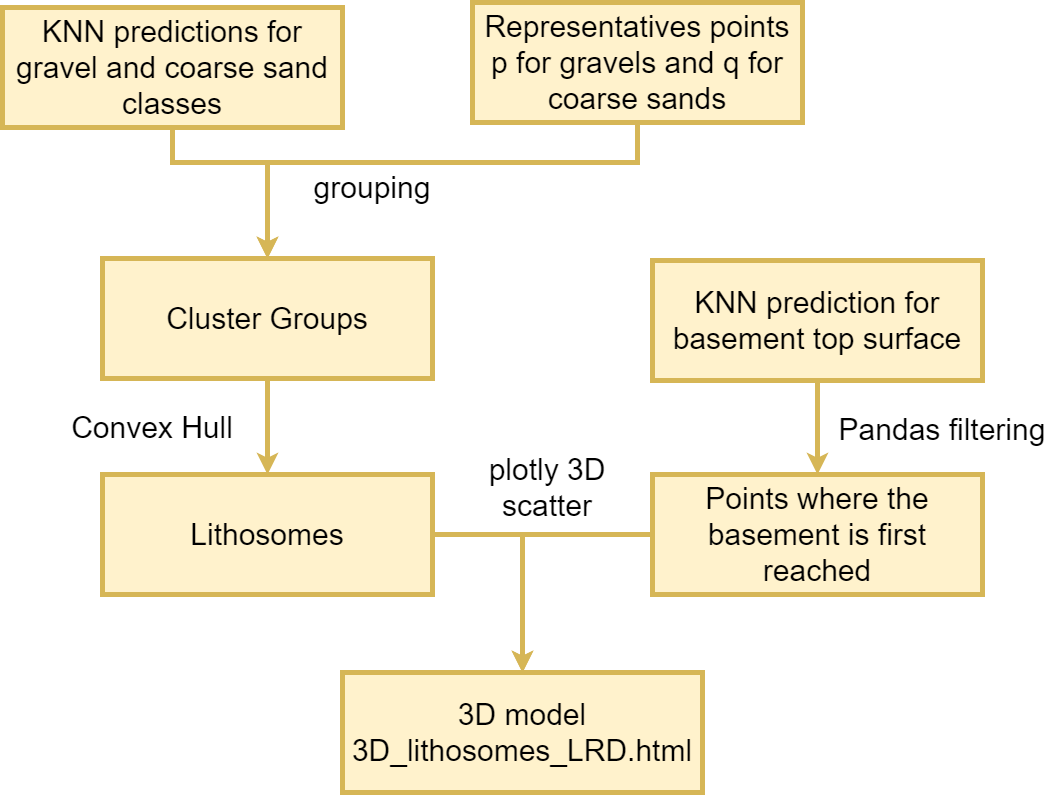 KNN predictions for
gravel and coarse sand
classes
Representatives points
p for gravels and q for
coarse sands
grouping
Cluster Groups
KNN prediction for
basement top surface
Convex Hull
Pandas filtering
Lithosomes
plotly 3D
scatter
Points where the
basement is first
reached
3D model
3D_lithosomes_LRD.html